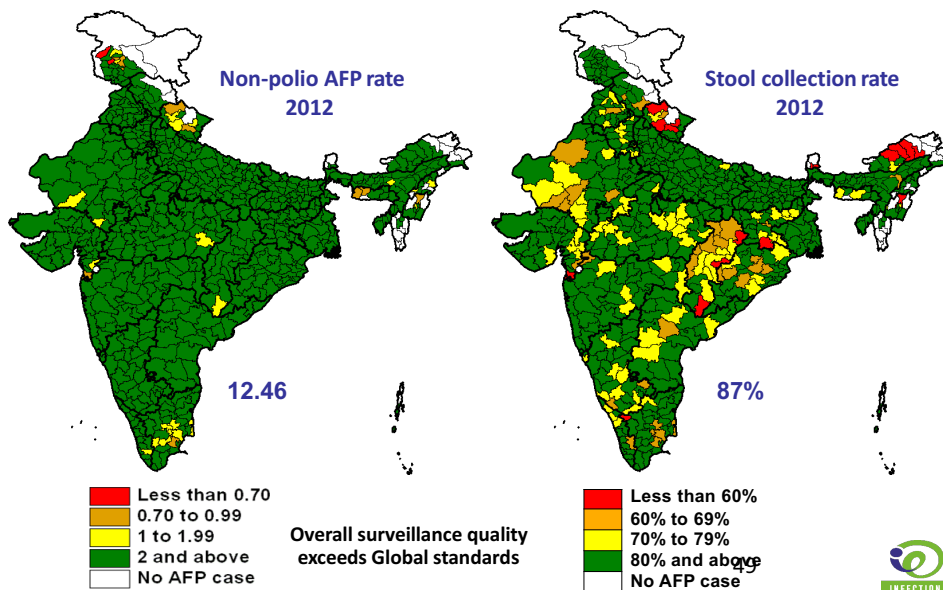 Non-polio AFP rate
2012
12.46
Less than 0.70
0.70 to 0.99
1 to 1.99
2 and above
No AFP case
Overall surveillance quality
exceeds Global standards
Stool collection rate
2012
87%
Less than 60%
60% to 69%
70% to 79%
80% and above
No AFP case
49
INFECTION